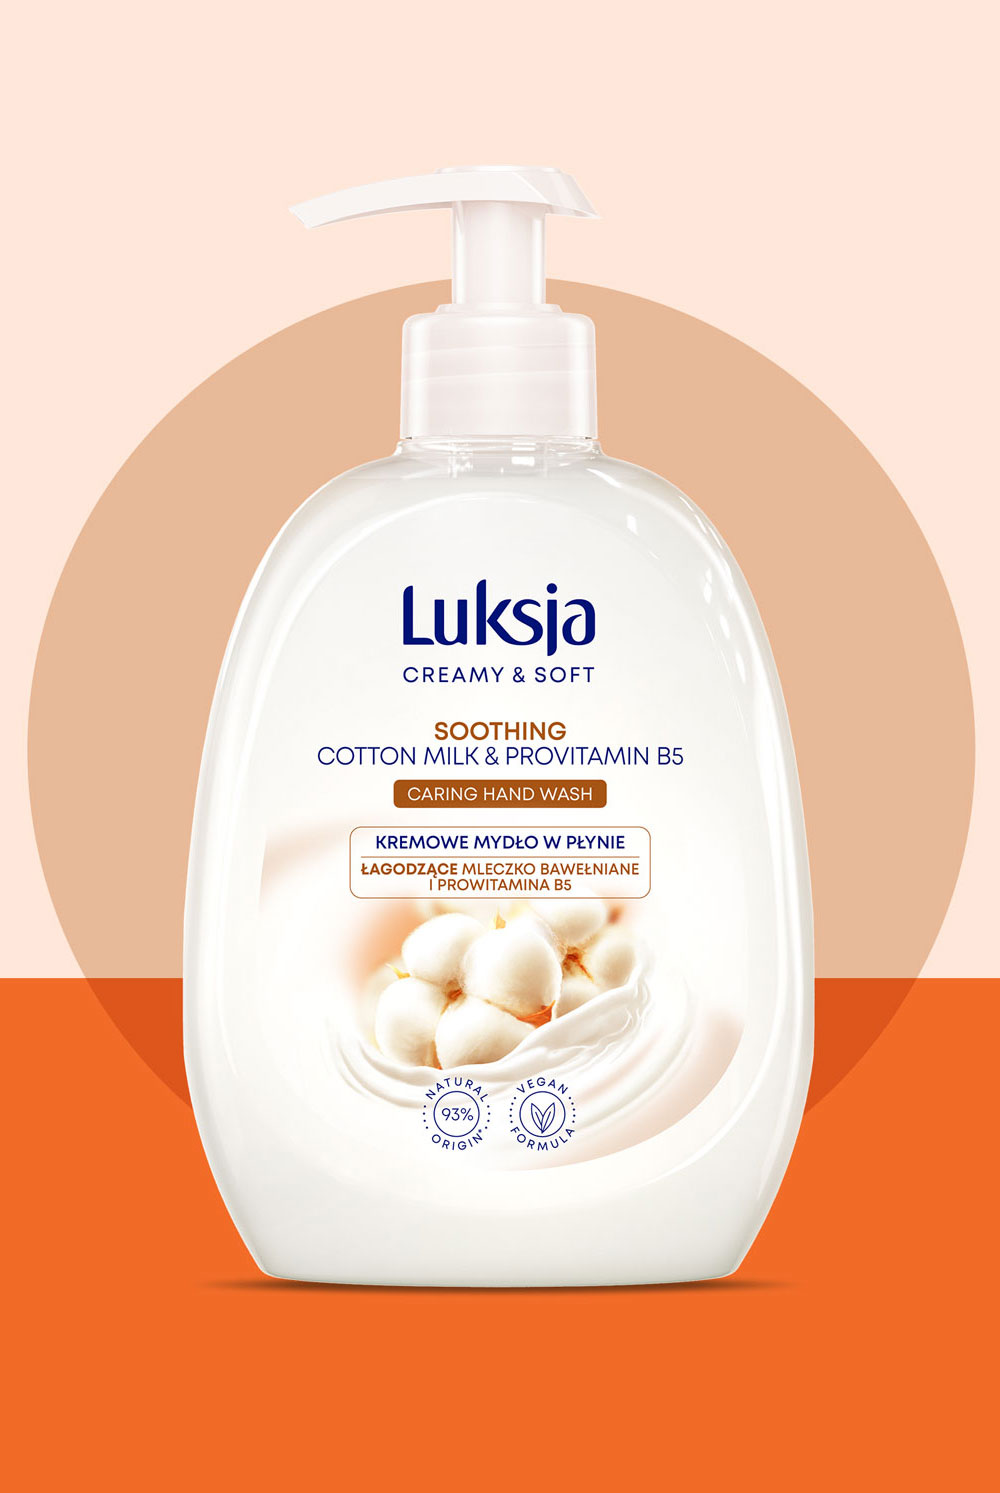 Luksja
CREAMY & SOFT
SOOTHING
COTTON MILK & PROVITAMIN B5
CARING HAND WASH
KREMOWE MYDŁO W PŁYNIE
ŁAGODZĄCE MLECZKO BAWEŁNIANE
I PROWITAMINA B5
NATURAL
93%
ORIGIN*
VEGAN
FORMULA